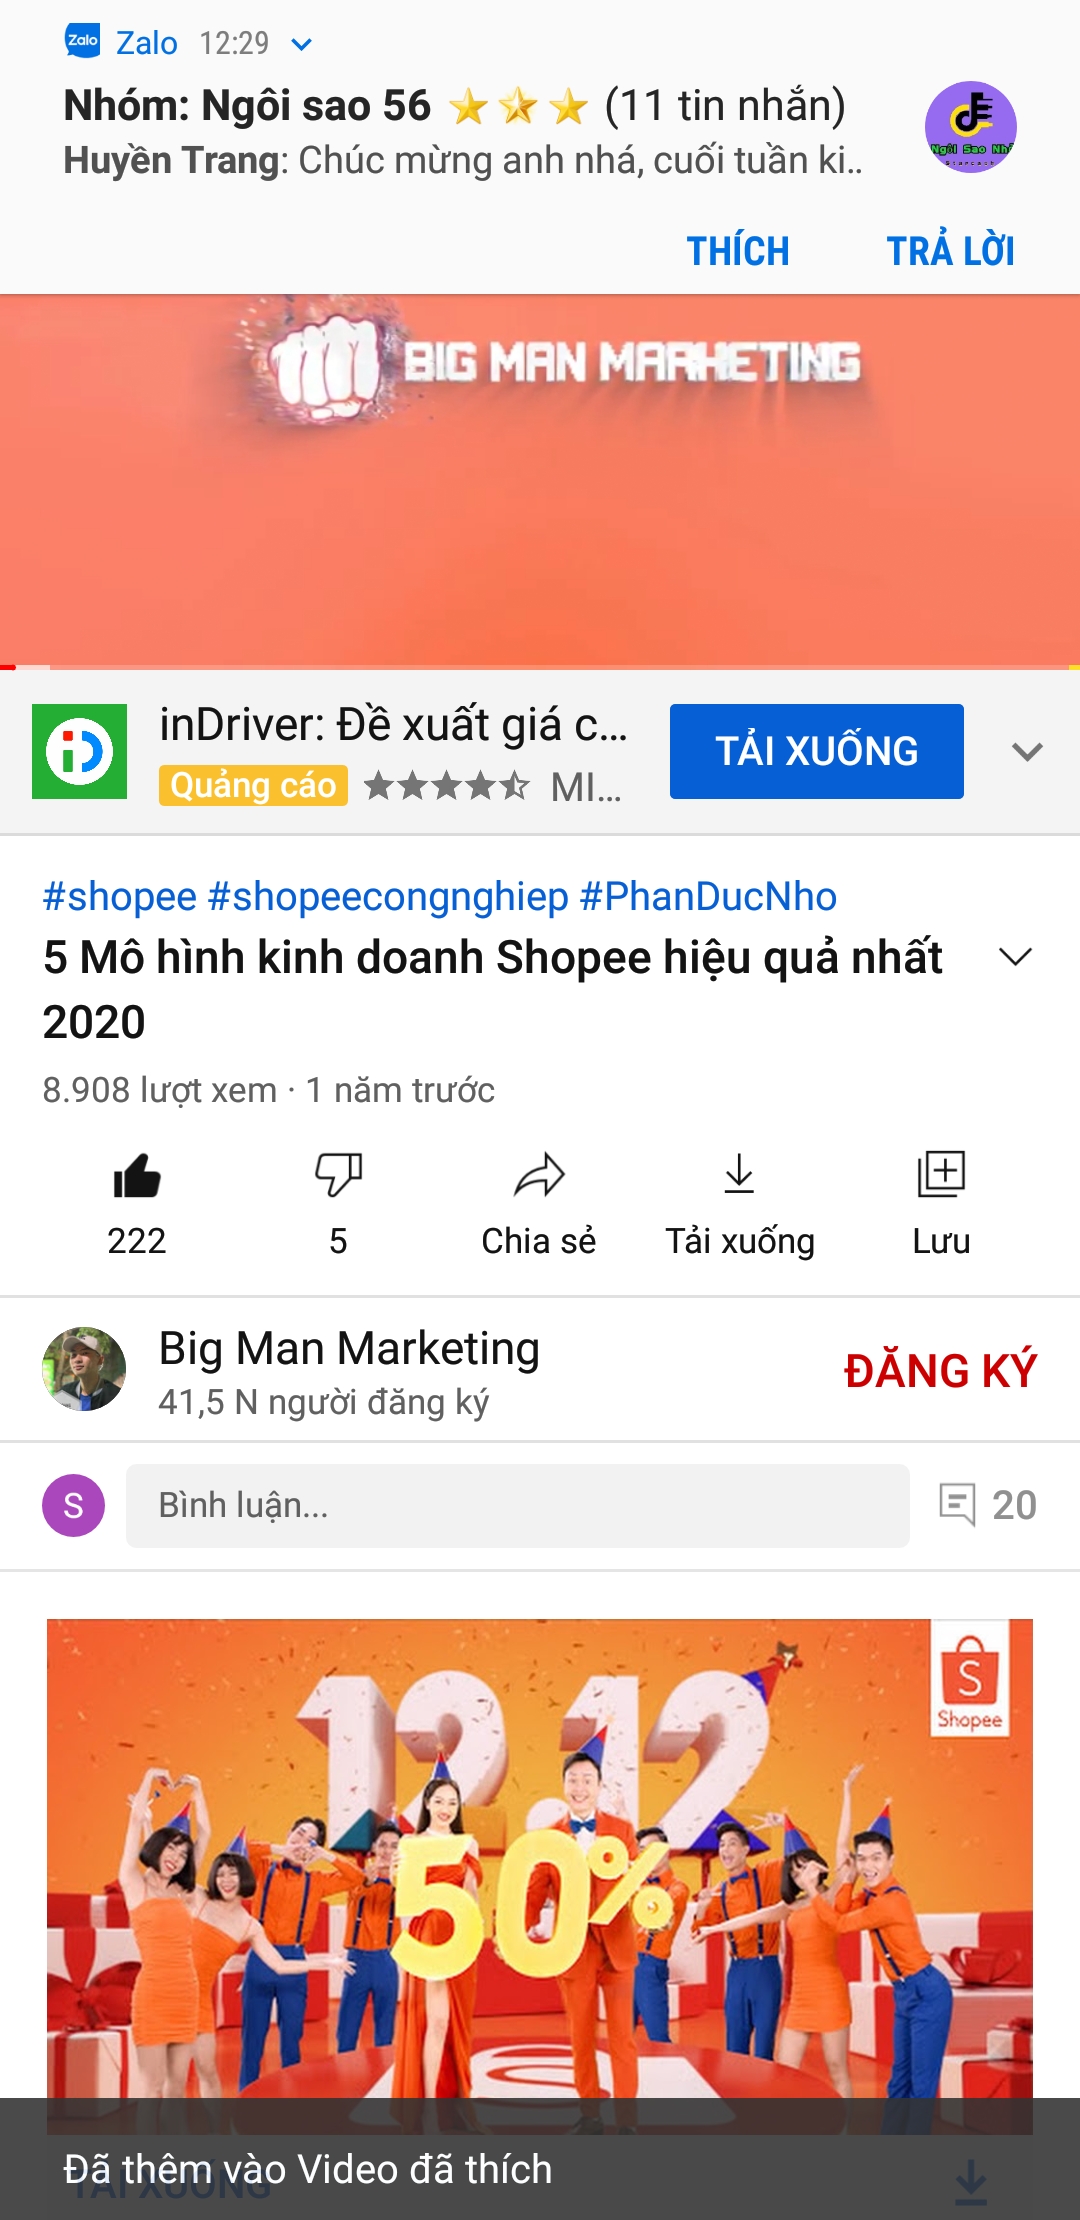 Zalo
Zalo 12:29
Nhóm: Ngôi sao 56 ⭐ ⭐ ⭐ (11 tin nhắn)
Huyền Trang: Chúc mừng anh nhá, cuối tuần ki..
Ngôi Sao Nh
THÍCH TRẢ LỜI
BIG MAN MARKETING
inDriver: Đề xuất giá c...
Quảng cáo MI...
TẢI XUỐNG
#shopee #shopeecongnghiep #PhanDucNho
5 Mô hình kinh doanh Shopee hiệu quả nhất
2020
8.908 lượt xem · 1 năm trước
222 5 Chia sẻ Tải xuống Lưu
Big Man Marketing
41,5 N người đăng ký
ĐĂNG KÝ
S Bình luận... 20
S
Shopee
12.12
50%
Đã thêm vào Video đã thích
TẢI XUỐNG